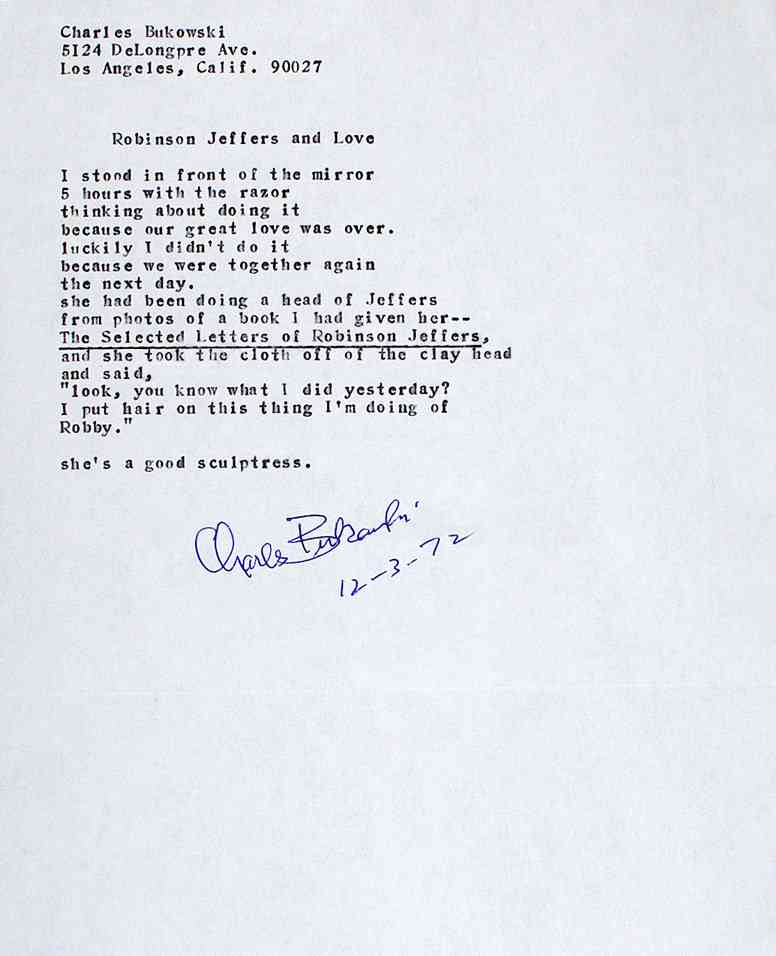 Charles Bukowski
5124 DeLongpre Ave.
Los Angeles, Calif. 90027
Robinson Jeffers and Love
I stood in front of the mirror
5 hours with the razor
thinking about doing it
because our great love was over.
luckily I didn't do it
because we were together again
the next day.
she had been doing a head of Jeffers
from photos of a book I had given her--
The Selected Letters of Robinson Jeffers,
and she took the cloth off of the clay head
and said,
"look, you know what I did yesterday?
I put hair on this thing I'm doing of
Robby."
she's a good sculptress.
Charles Bukowski
12-3-72